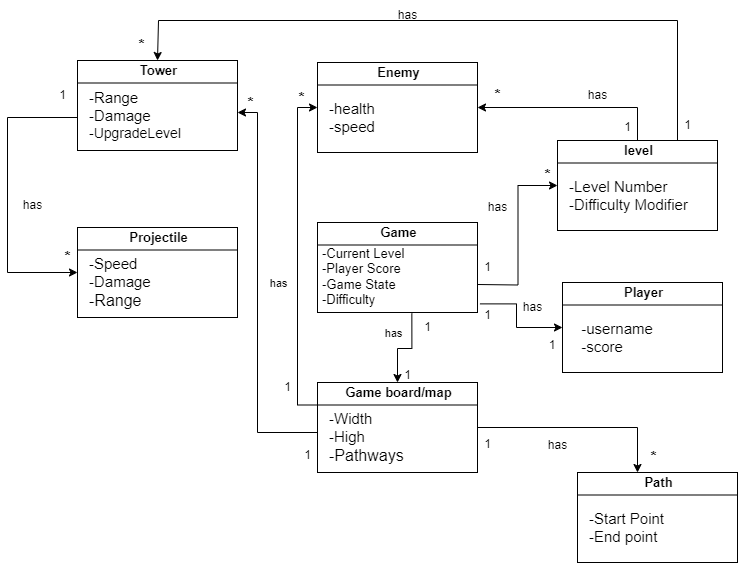 has
*
Tower
-Range
-Damage
-UpgradeLevel
1
*
*
Enemy
-health
-speed
*
has
1
1
level
-Level Number
-Difficulty Modifier
*
has
has
*
Projectile
-Speed
-Damage
-Range
Game
-Current Level
-Player Score
-Game State
-Difficulty
1
1
has
1
Player
-username
-score
has
1
has
1
1
Game board/map
-Width
-High
-Pathways
1
1
has
*
Path
-Start Point
-End point